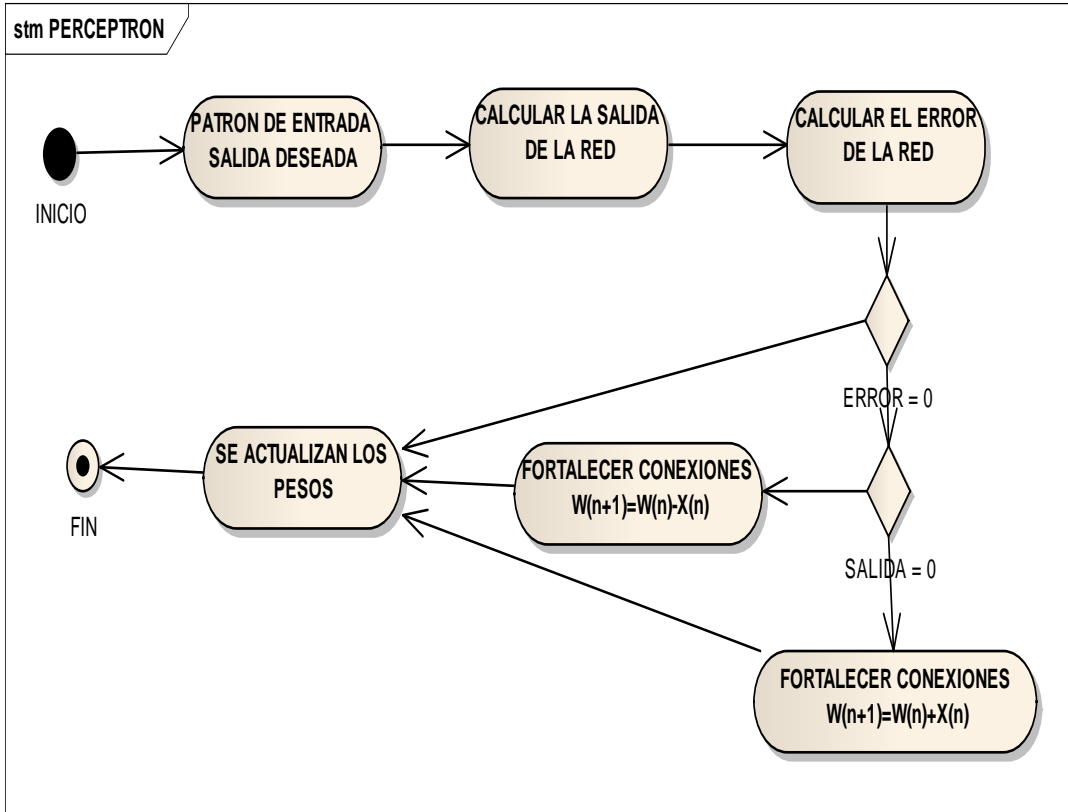 stm PERCEPTRON
INICIO
PATRON DE ENTRADA
SALIDA DESEADA
CALCULAR LA SALIDA
DE LA RED
CALCULAR EL ERROR
DE LA RED
ERROR = 0
SE ACTUALIZAN LOS
PESOS
FIN
FORTALECER CONEXIONES
W(n+1)=W(n)-X(n)
SALIDA = 0
FORTALECER CONEXIONES
W(n+1)=W(n)+X(n)